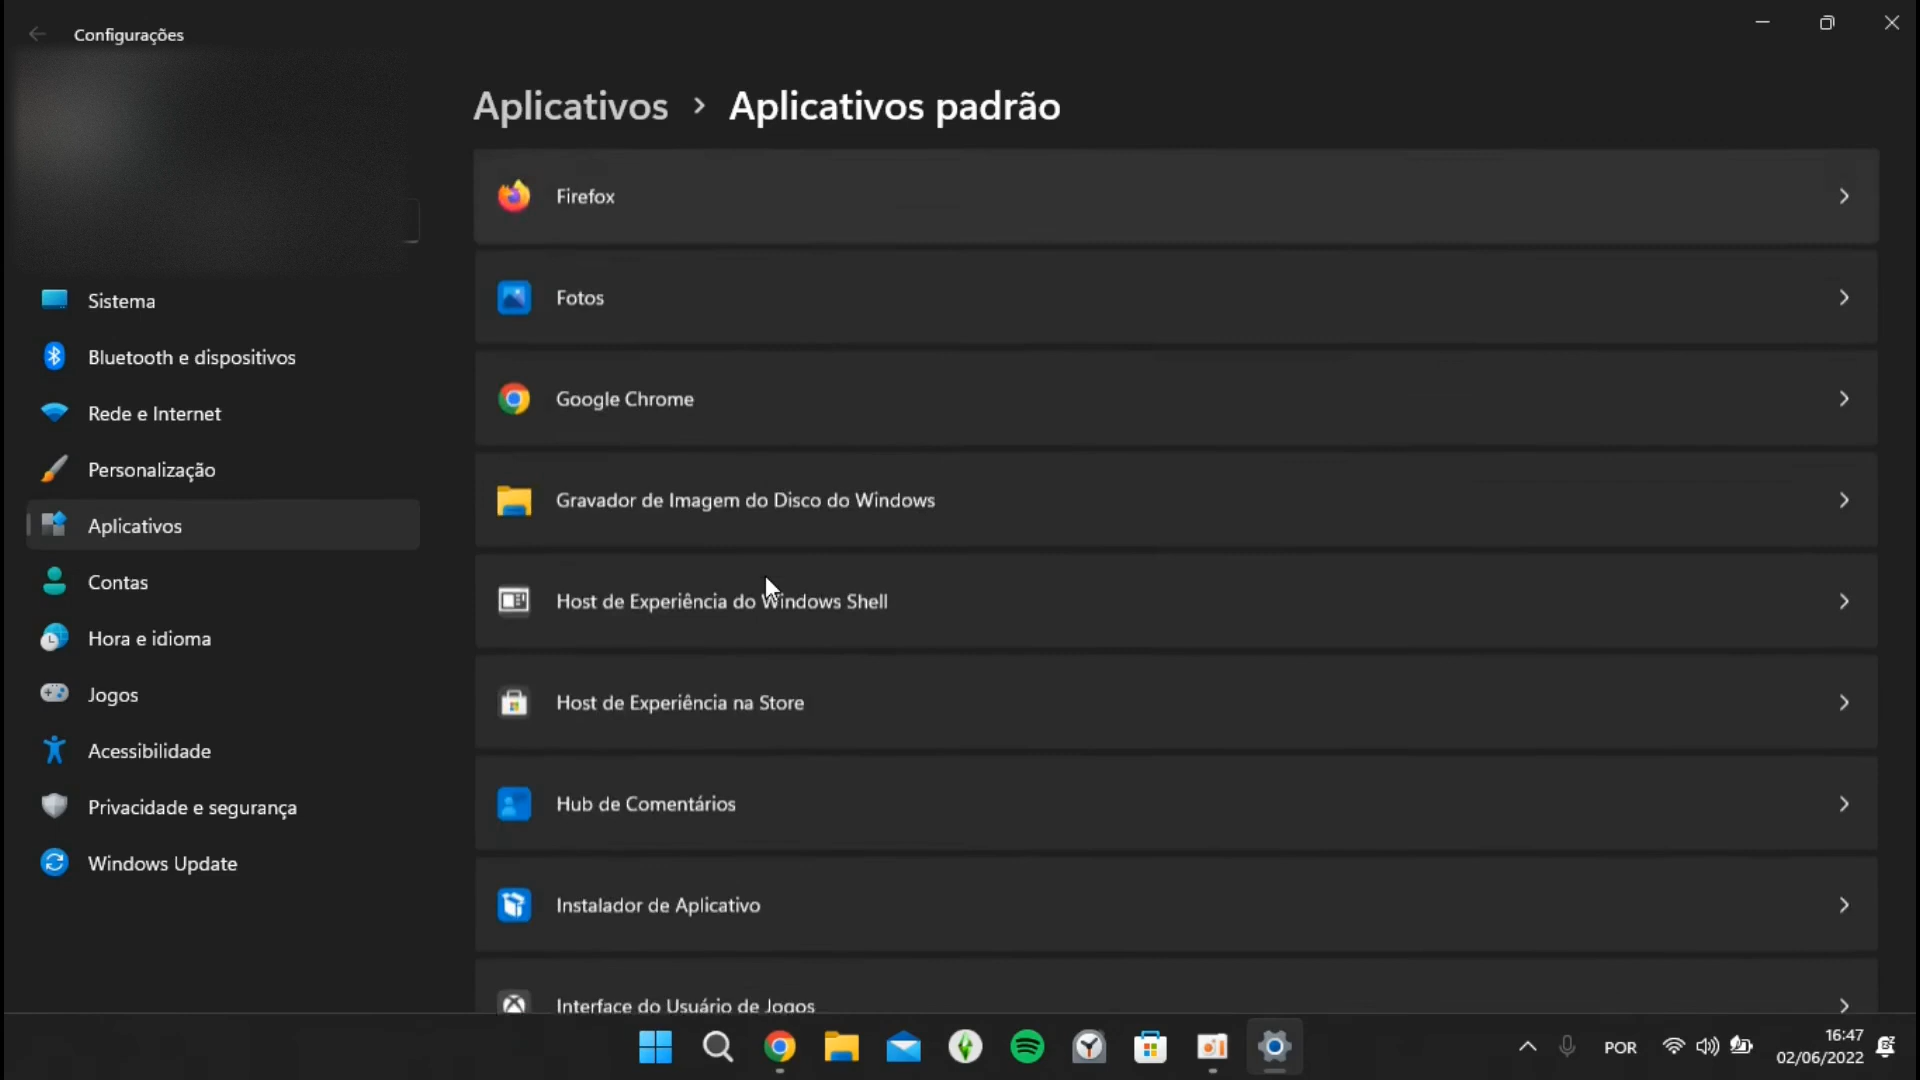 Configurações
Aplicativos > Aplicativos padrão
Sistema
Bluetooth e dispositivos
Rede e Internet
Personalização
Aplicativos
Contas
Hora e idioma
Jogos
Acessibilidade
Privacidade e segurança
Windows Update
Firefox
Fotos
Google Chrome
Gravador de Imagem do Disco do Windows
Host de Experiência do Windows Shell
Host de Experiência na Store
Hub de Comentários
Instalador de Aplicativo
Interface do Usuário de Jogos
POR
16:47
02/06/2022